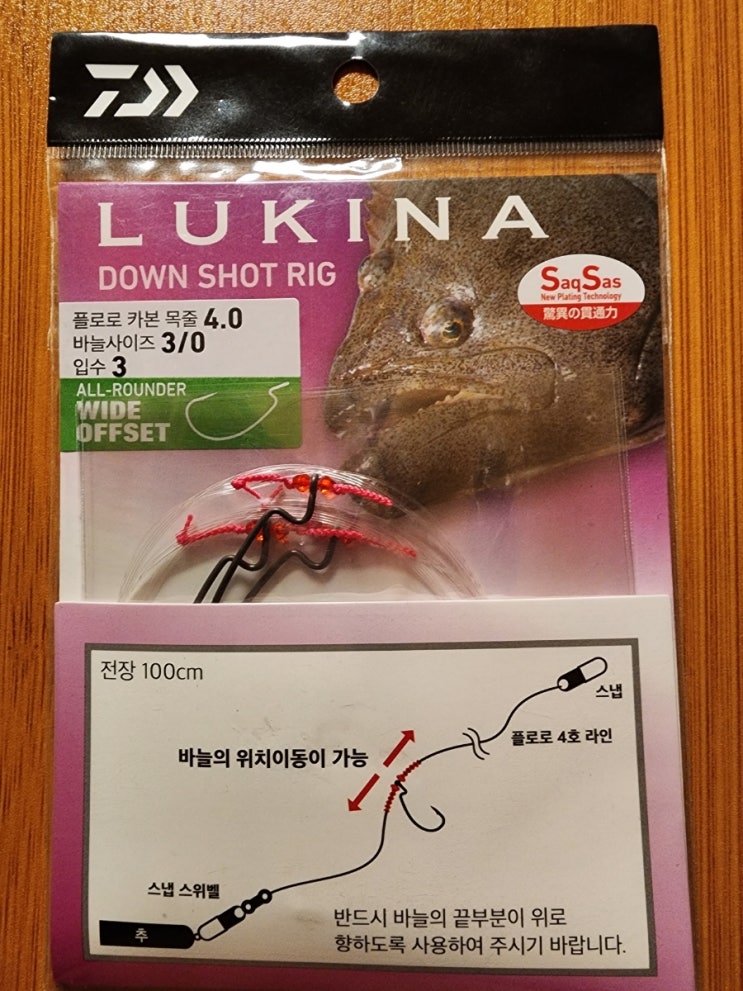 LUKINA
DOWN SHOT RIG
SaqSas
New Plating Technology
驚異の貫通力
플로로 카본 목줄 4.0
바늘사이즈 3/0
입수 3
ALL-ROUNDER
WIDE
OFFSET
전장 100cm
스냅
플로로 4호 라인
바늘의 위치이동이 가능
스냅 스위벨
추
반드시 바늘의 끝부분이 위로
향하도록 사용하여 주시기 바랍니다.